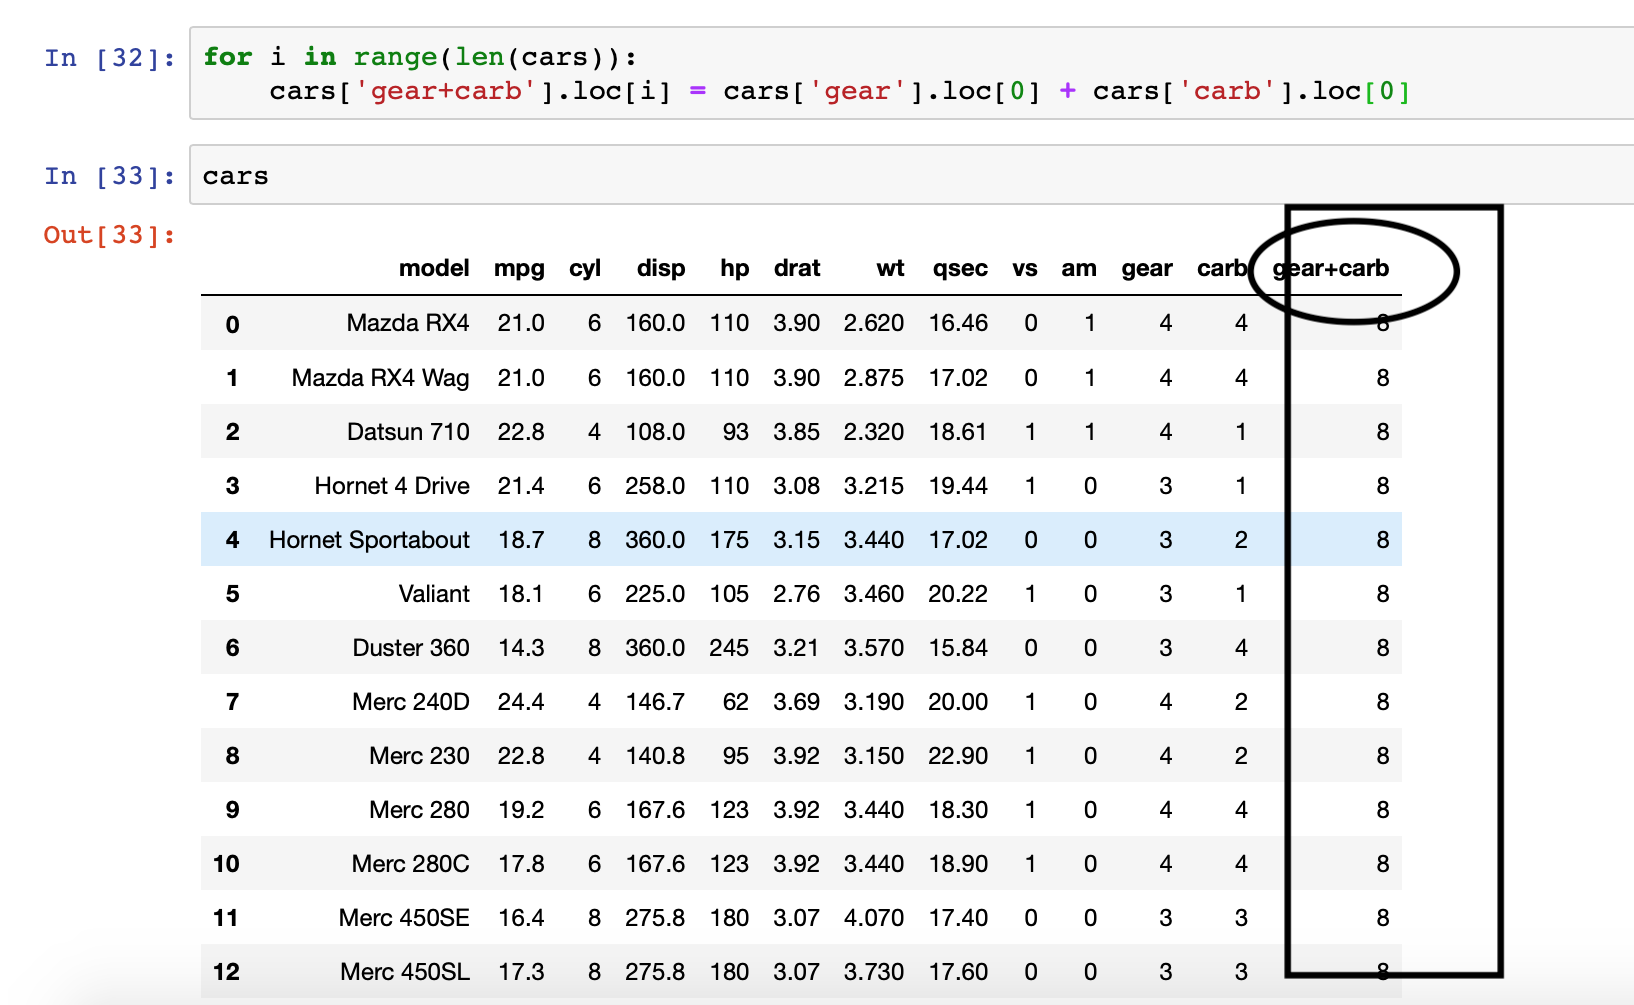 In [32]: for i in range(len(cars)):
cars['gear+carb'].loc[i] = cars['gear'].loc[0] + cars['carb'].loc[0]
In [33]: cars
Out[33]:
model mpg cyl disp hp drat wt qsec vs am gear carb gear+carb
0 Mazda RX4 21.0 6 160.0 110 3.90 2.620 16.46 0 1 4 4 8
1 Mazda RX4 Wag 21.0 6 160.0 110 3.90 2.875 17.02 0 1 4 4 8
2 Datsun 710 22.8 4 108.0 93 3.85 2.320 18.61 1 1 4 1 8
3 Hornet 4 Drive 21.4 6 258.0 110 3.08 3.215 19.44 1 0 3 1 8
4 Hornet Sportabout 18.7 8 360.0 175 3.15 3.440 17.02 0 0 3 2 8
5 Valiant 18.1 6 225.0 105 2.76 3.460 20.22 1 0 3 1 8
6 Duster 360 14.3 8 360.0 245 3.21 3.570 15.84 0 0 3 4 8
7 Merc 240D 24.4 4 146.7 62 3.69 3.190 20.00 1 0 4 2 8
8 Merc 230 22.8 4 140.8 95 3.92 3.150 22.90 1 0 4 2 8
9 Merc 280 19.2 6 167.6 123 3.92 3.440 18.30 1 0 4 4 8
10 Merc 280C 17.8 6 167.6 123 3.92 3.440 18.90 1 0 4 4 8
11 Merc 450SE 16.4 8 275.8 180 3.07 4.070 17.40 0 0 3 3 8
12 Merc 450SL 17.3 8 275.8 180 3.07 3.730 17.60 0 0 3 3 8